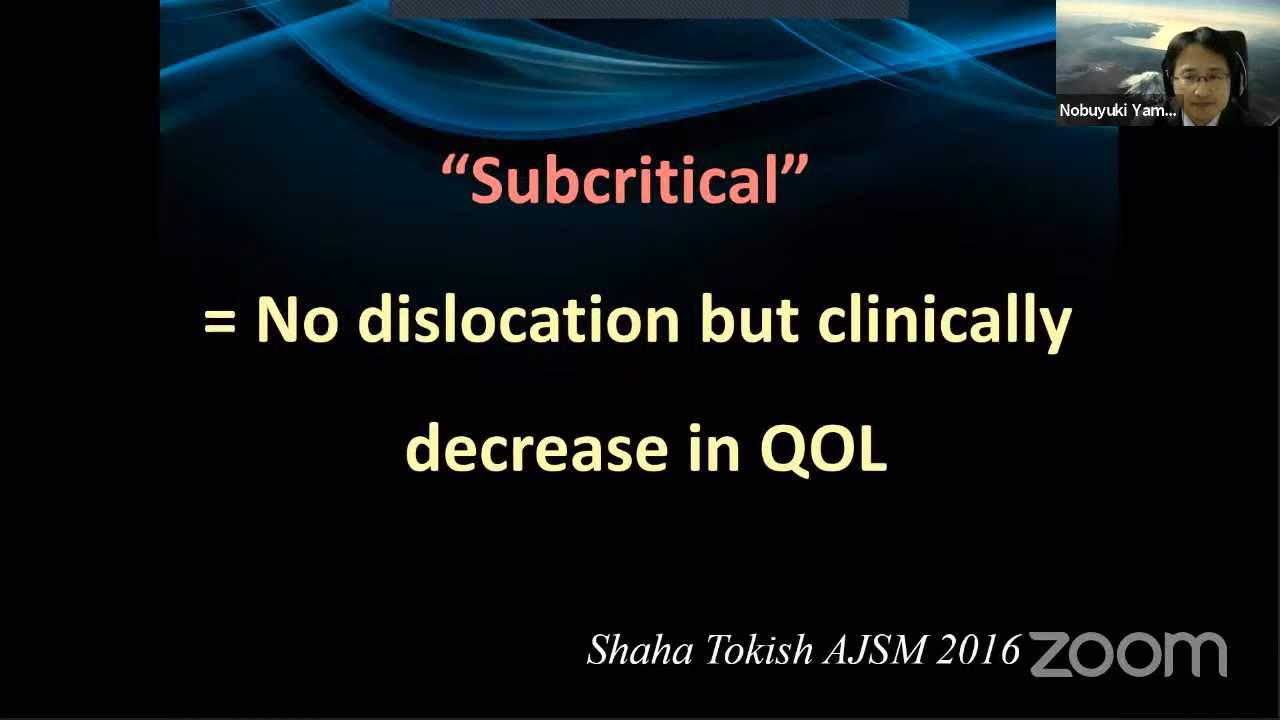 Nobuyuki Yam...
“Subcritical”
= No dislocation but clinically
decrease in QOL
Shaha Tokish AJSM 2016
zoom